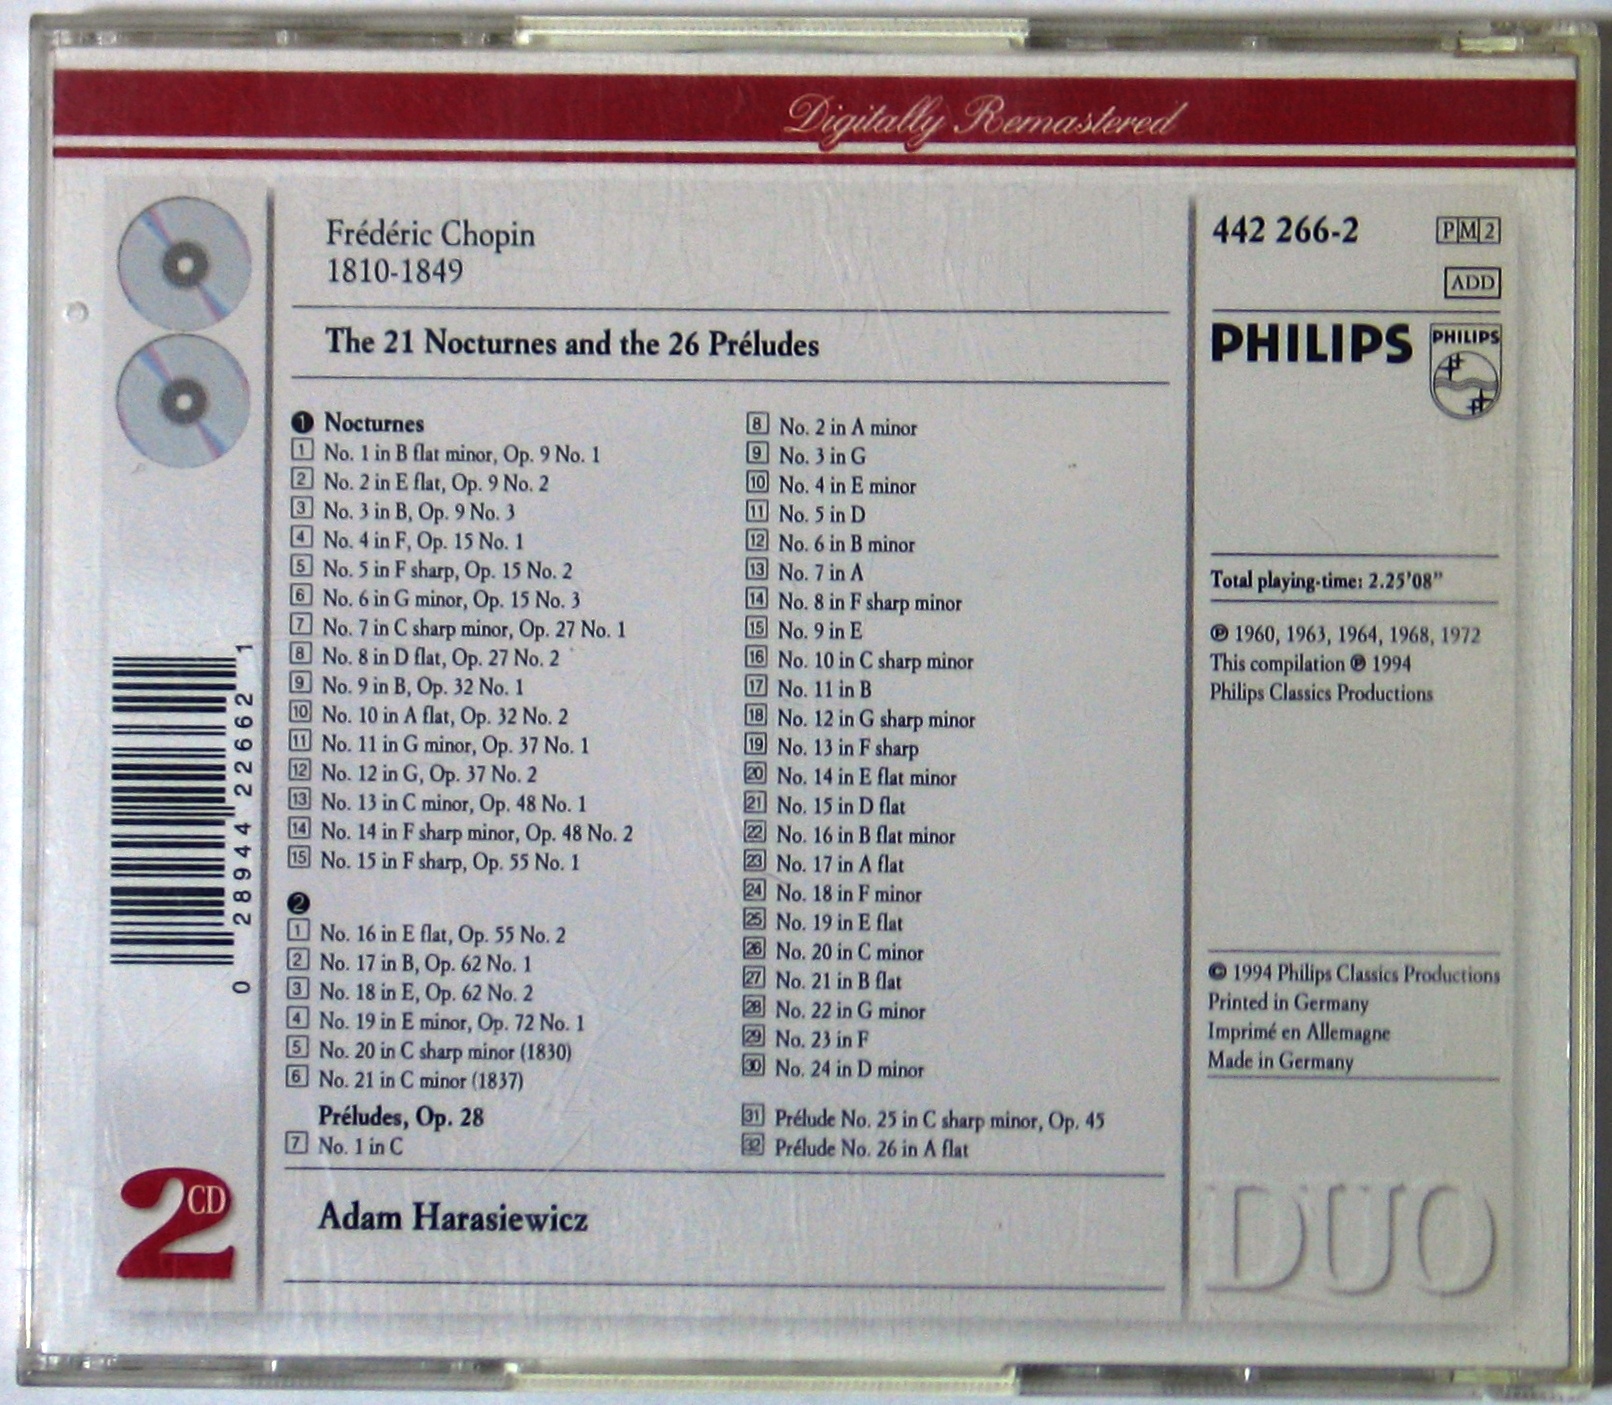 Digitally Remastered
Frédéric Chopin
1810-1849
The 21 Nocturnes and the 26 Préludes
1 Nocturnes
1 No. 1 in B flat minor, Op. 9 No. 1
2 No. 2 in E flat, Op. 9 No. 2
3 No. 3 in B, Op. 9 No. 3
4 No. 4 in F, Op. 15 No. 1
5 No. 5 in F sharp, Op. 15 No. 2
6 No. 6 in G minor, Op. 15 No. 3
7 No. 7 in C sharp minor, Op. 27 No. 1
8 No. 8 in D flat, Op. 27 No. 2
9 No. 9 in B, Op. 32 No. 1
10 No. 10 in A flat, Op. 32 No. 2
11 No. 11 in G minor, Op. 37 No. 1
12 No. 12 in G, Op. 37 No. 2
13 No. 13 in C minor, Op. 48 No. 1
14 No. 14 in F sharp minor, Op. 48 No. 2
15 No. 15 in F sharp, Op. 55 No. 1
2
1 No. 16 in E flat, Op. 55 No. 2
2 No. 17 in B, Op. 62 No. 1
3 No. 18 in E, Op. 62 No. 2
4 No. 19 in E minor, Op. 72 No. 1
5 No. 20 in C sharp minor (1830)
6 No. 21 in C minor (1837)
Préludes, Op. 28
7 No. 1 in C
8 No. 2 in A minor
9 No. 3 in G
10 No. 4 in E minor
11 No. 5 in D
12 No. 6 in B minor
13 No. 7 in A
14 No. 8 in F sharp minor
15 No. 9 in E
16 No. 10 in C sharp minor
17 No. 11 in B
18 No. 12 in G sharp minor
19 No. 13 in F sharp
20 No. 14 in E flat minor
21 No. 15 in D flat
22 No. 16 in B flat minor
23 No. 17 in A flat
24 No. 18 in F minor
25 No. 19 in E flat
26 No. 20 in C minor
27 No. 21 in B flat
28 No. 22 in G minor
29 No. 23 in F
30 No. 24 in D minor
31 Prélude No. 25 in C sharp minor, Op. 45
32 Prélude No. 26 in A flat
Adam Harasiewicz
442 266-2
PM2
ADD
PHILIPS
PHILIPS
Total playing-time: 2.25'08"
℗ 1960, 1963, 1964, 1968, 1972
This compilation ℗ 1994
Philips Classics Productions
© 1994 Philips Classics Productions
Printed in Germany
Imprimé en Allemagne
Made in Germany
DUO
0 28944 22662 1
2CD